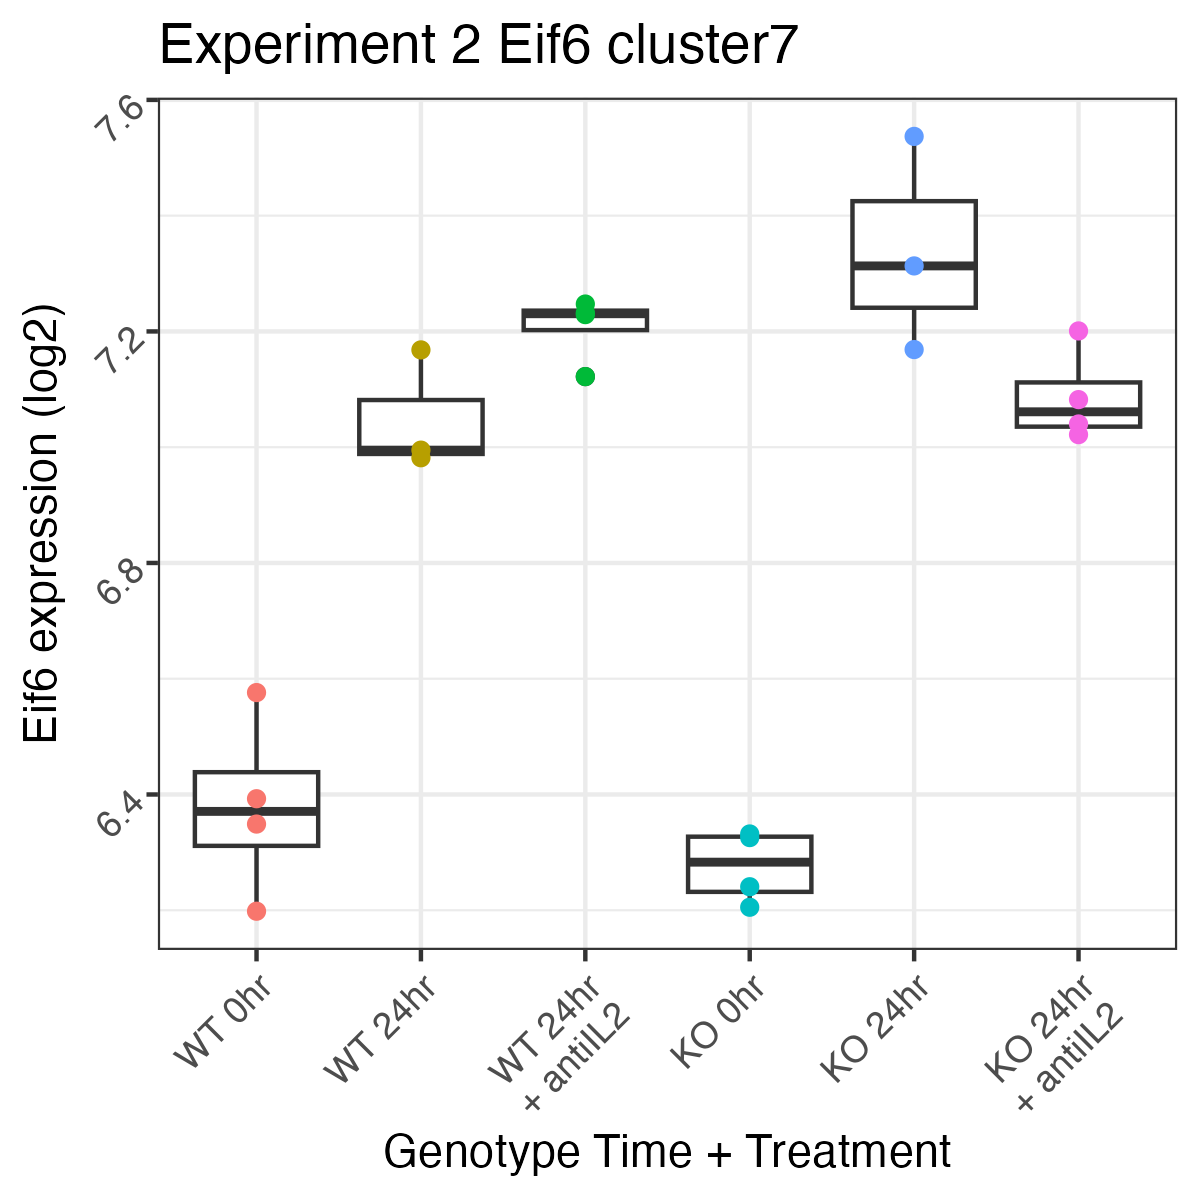 Experiment 2 Eif6 cluster7
Eif6 expression (log2)
7.6
7.2
6.8
6.4
WT 0hr
WT 24hr
WT 24hr
+ antiIL2
KO 0hr
KO 24hr
KO 24hr
+ antiIL2
Genotype Time + Treatment